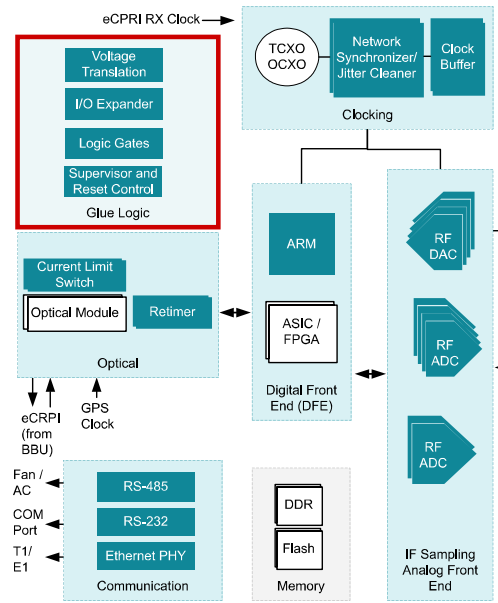 eCPRI RX Clock
Voltage
Translation
I/O Expander
Logic Gates
Supervisor and
Reset Control
Glue Logic
TCXO
OCXO
Network
Synchronizer/
Jitter Cleaner
Clock
Buffer
Clocking
Current Limit
Switch
Optical Module
Retimer
Optical
ARM
ASIC /
FPGA
Digital Front
End (DFE)
RF
DAC
RF
ADC
RF
ADC
IF Sampling
Analog Front
End
eCRPI
(from
BBU)
GPS
Clock
Fan /
AC
COM
Port
T1/
E1
RS-485
RS-232
Ethernet PHY
Communication
DDR
Flash
Memory